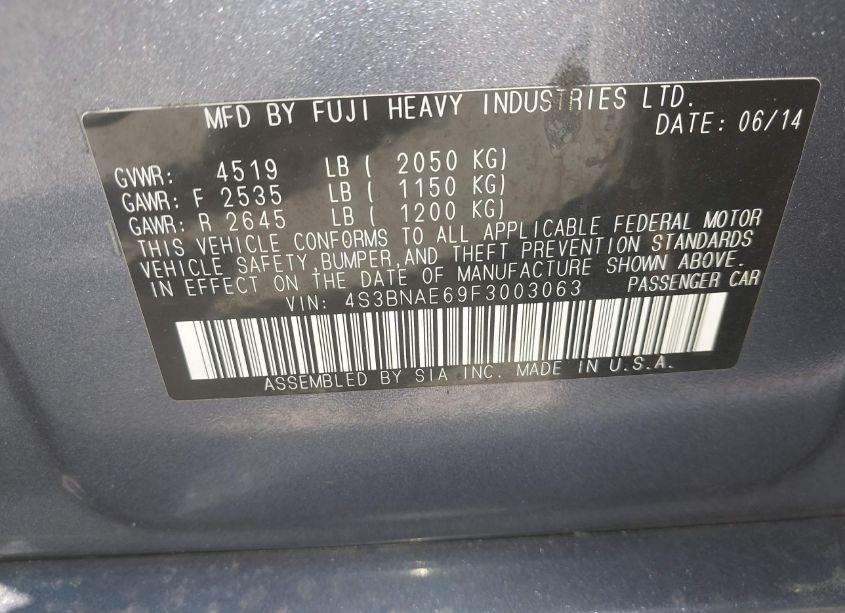 MFD BY FUJI HEAVY INDUSTRIES LTD.
DATE: 06/14
GVWR: 4519 LB ( 2050 KG)
GAWR: F 2535 LB ( 1150 KG)
GAWR: R 2645 LB ( 1200 KG)
THIS VEHICLE CONFORMS TO ALL APPLICABLE FEDERAL MOTOR
VEHICLE SAFETY,BUMPER,AND THEFT PREVENTION STANDARDS
IN EFFECT ON THE DATE OF MANUFACTURE SHOWN ABOVE.
VIN: 4S3BNAE69F3003063 PASSENGER CAR
ASSEMBLED BY SIA INC. MADE IN U.S.A.